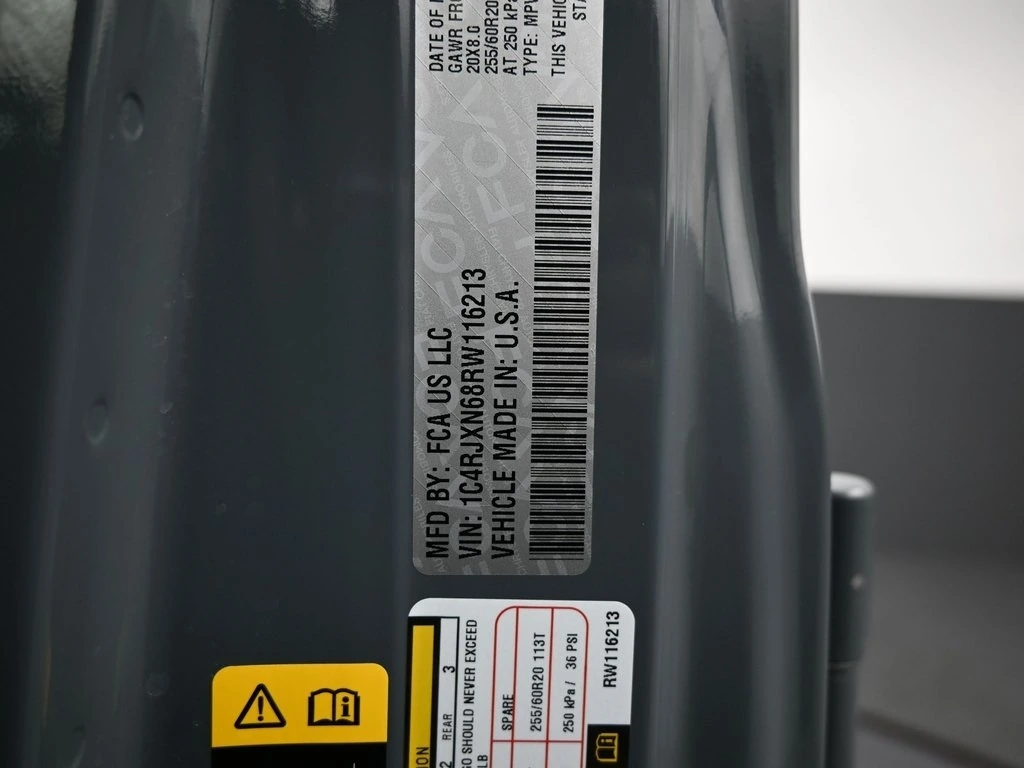 MFD BY: FCA US LLC
VIN: 1C4RJXN68RW116213
VEHICLE MADE IN: U.S.A.
DATE OF
GAWR
20X8.0
255/60R20
AT 250 kPa
TYPE: MPV
THIS VEHIC
REAR 3
SHOULD NEVER EXCEED
LB
SPARE
255/60R20 113T
250 kPa / 36 PSI
RW116213